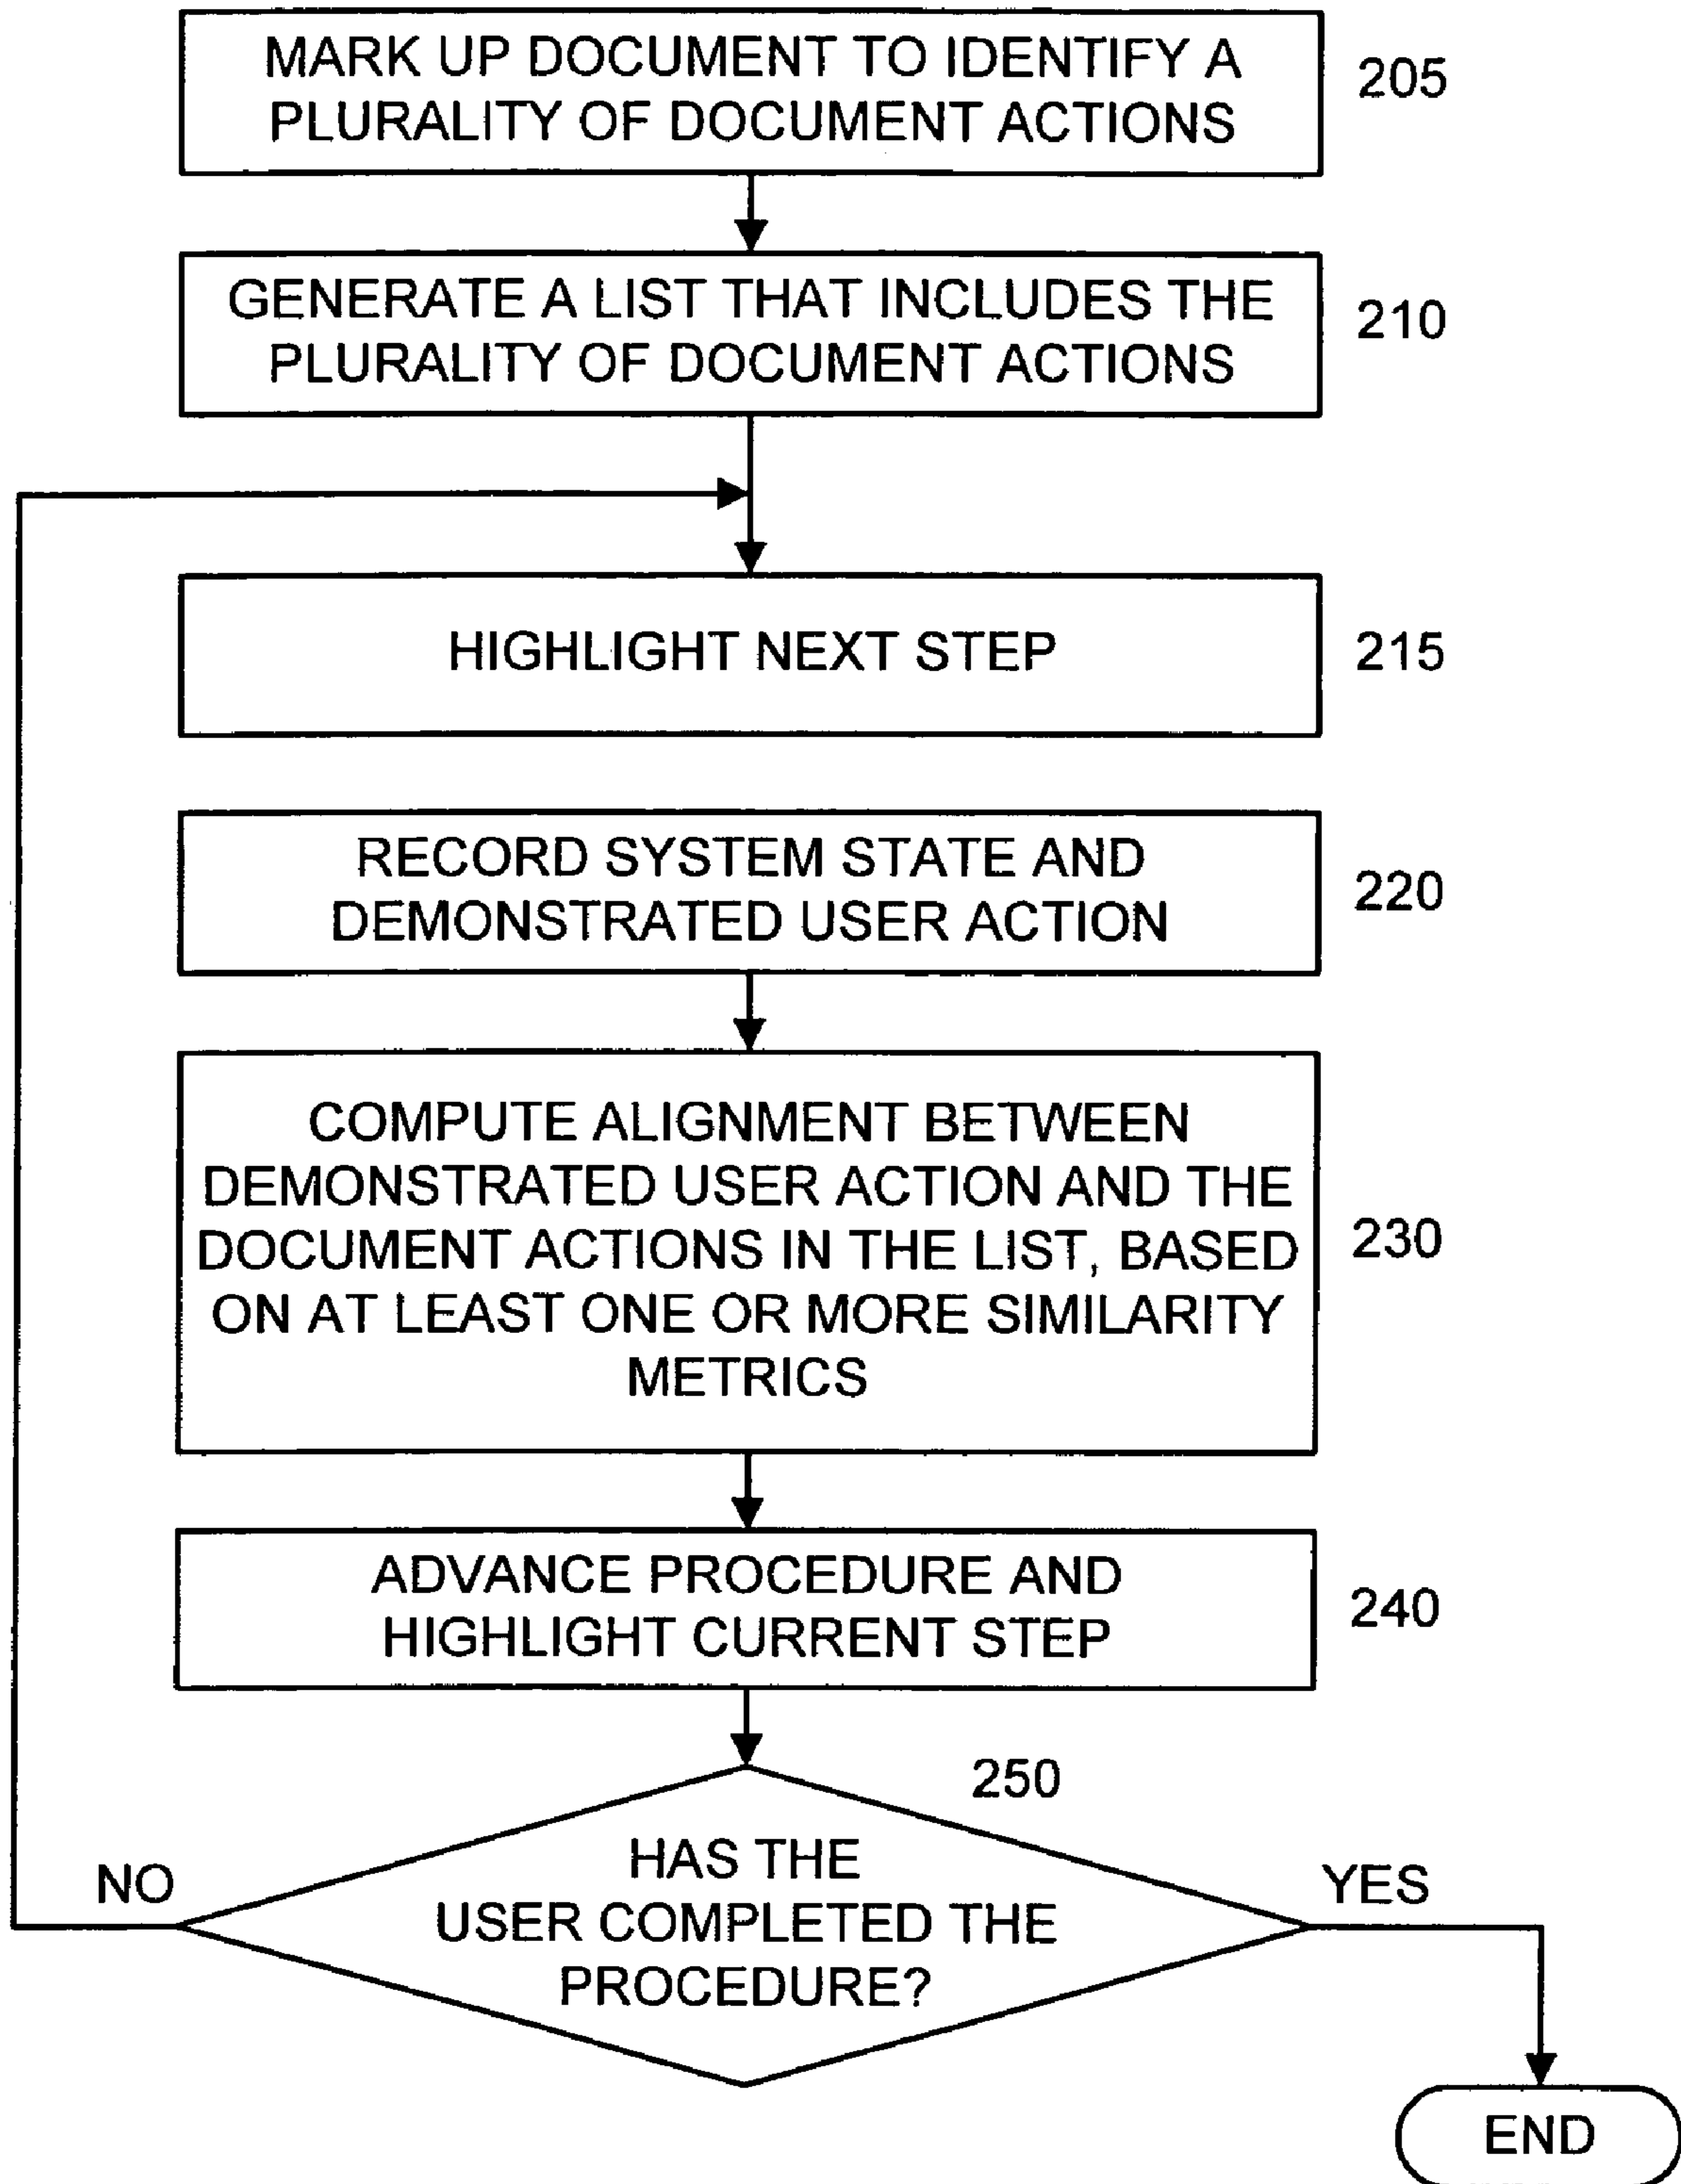 MARK UP DOCUMENT TO IDENTIFY A
PLURALITY OF DOCUMENT ACTIONS
205
GENERATE A LIST THAT INCLUDES THE
PLURALITY OF DOCUMENT ACTIONS
210
HIGHLIGHT NEXT STEP
215
RECORD SYSTEM STATE AND
DEMONSTRATED USER ACTION
220
COMPUTE ALIGNMENT BETWEEN
DEMONSTRATED USER ACTION AND THE
DOCUMENT ACTIONS IN THE LIST, BASED
ON AT LEAST ONE OR MORE SIMILARITY
METRICS
230
ADVANCE PROCEDURE AND
HIGHLIGHT CURRENT STEP
240
250
HAS THE
USER COMPLETED THE
PROCEDURE?
NO
YES
END